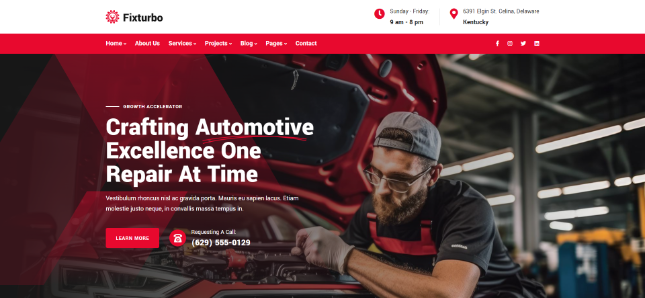 Fixturbo
Sunday - Friday
9 am - 8 pm
6391 Elgin St. Celina, Delaware
Kentucky
Home
About Us
Services
Projects
Blog
Pages
Contact
GROWTH ACCELERATOR
Crafting Automotive
Excellence One
Repair At Time
Vestibulum rhoncus nisl ac gravida porta. Mauris eu sapien lacus. Etiam
molestie justo neque, in convallis massa tempus in.
LEARN MORE
Requesting A Call:
(629) 555-0129